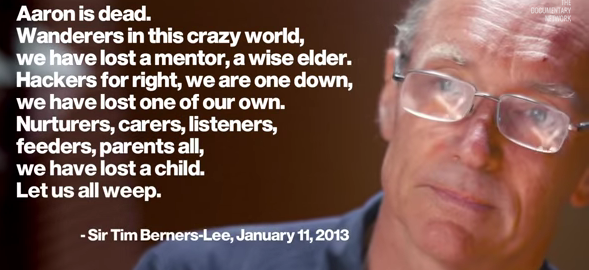 THE
DOCUMENTARY
NETWORK
Aaron is dead.
Wanderers in this crazy world,
we have lost a mentor, a wise elder.
Hackers for right, we are one down,
we have lost one of our own.
Nurturers, carers, listeners,
feeders, parents all,
we have lost a child.
Let us all weep.
- Sir Tim Berners-Lee, January 11, 2013